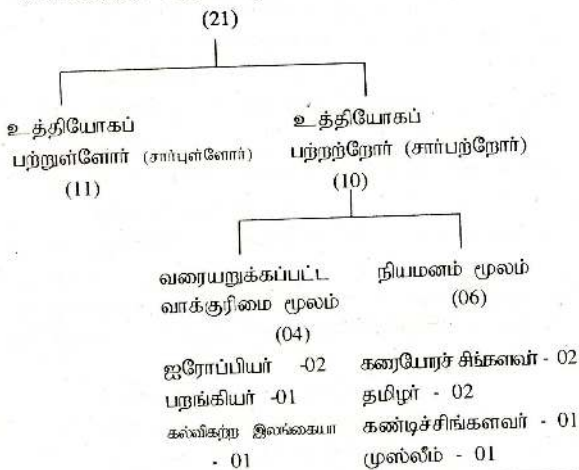 (21)
உத்தியோகப்
பற்றுள்ளோர் (சார்புள்ளோர்)
(11)
உத்தியோகப்
பற்றற்றோர் (சார்பற்றோர்)
(10)
வரையறுக்கப்பட்ட
வாக்குரிமை மூலம்
(04)
ஐரோப்பியர் -02
பறங்கியர் -01
கல்விகற்ற இலங்கையர்
- 01
நியமனம் மூலம்
(06)
கரையோரச் சிங்களவர் - 02
தமிழர் - 02
கண்டிச்சிங்களவர் - 01
முஸ்லீம் - 01